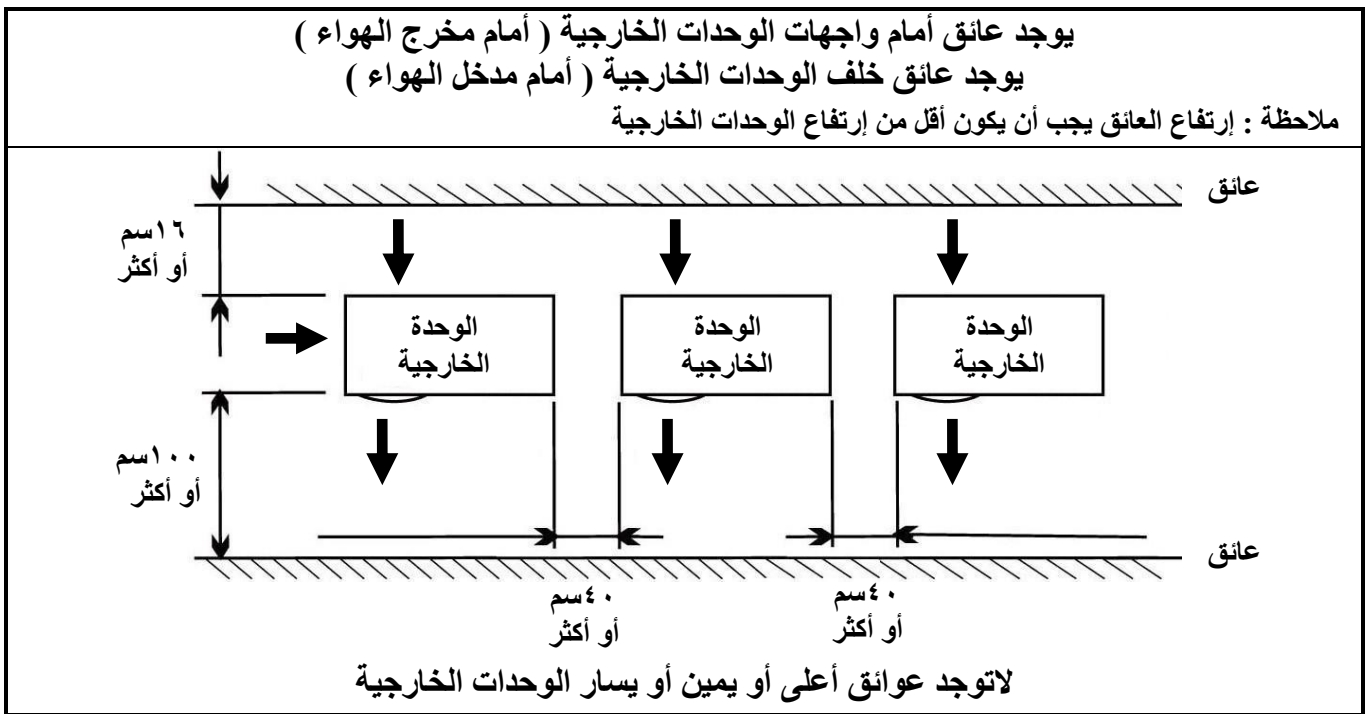 يوجد عائق أمام واجهات الوحدات الخارجية ( أمام مخرج الهواء )
يوجد عائق خلف الوحدات الخارجية ( أمام مدخل الهواء )
ملاحظة : إرتفاع العائق يجب أن يكون أقل من إرتفاع الوحدات الخارجية
عائق
١٦سم
أو أكثر
الوحدة
الخارجية
الوحدة
الخارجية
الوحدة
الخارجية
١٠٠سم
أو أكثر
عائق
٤٠سم
أو أكثر
٤٠سم
أو أكثر
لاتوجد عوائق أعلى أو يمين أو يسار الوحدات الخارجية